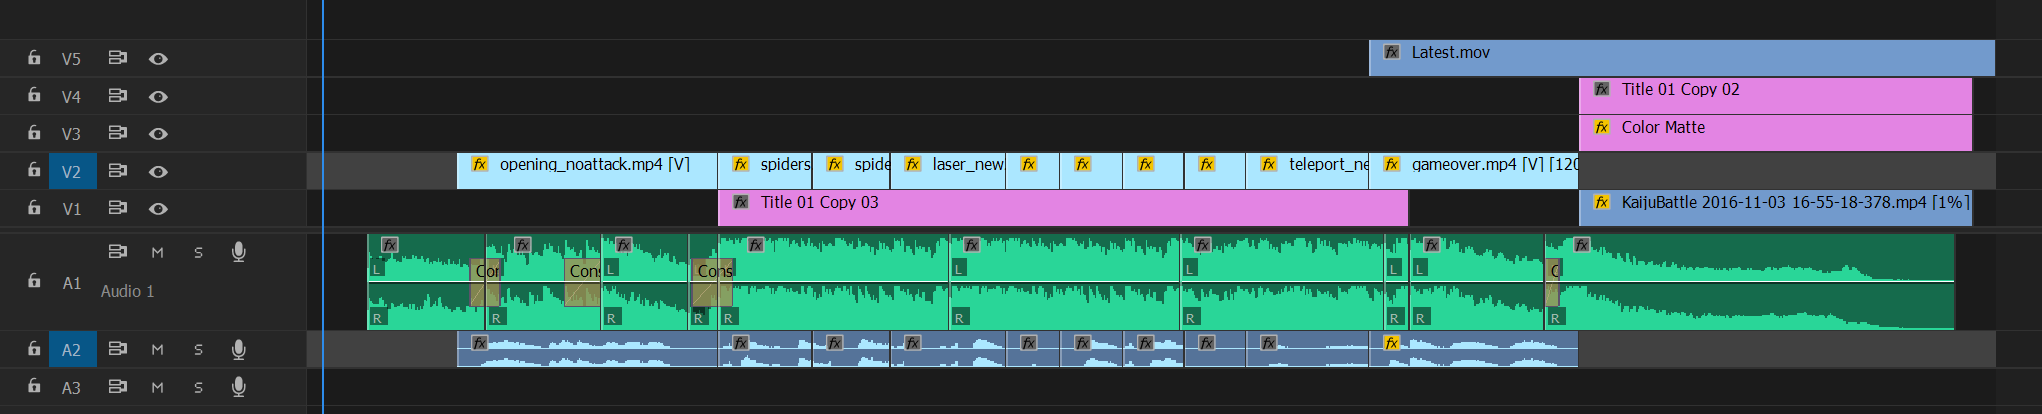 V5 fx Latest.mov
V4 fx Title 01 Copy 02
V3 fx Color Matte
V2 fx opening_noattack.mp4 [V] fx spiders fx spide fx laser_new fx fx fx fx fx teleport_ne fx gameover.mp4 [V] [120
V1 fx Title 01 Copy 03 fx KaijuBattle 2016-11-03 16-55-18-378.mp4 [1%]
M S fx fx fx fx fx fx fx fx
L L L L L L
A1 Con Cons Cons C
Audio 1
R R R R R R R R R
A2 M S fx fx fx fx fx fx fx fx fx fx
A3 M S